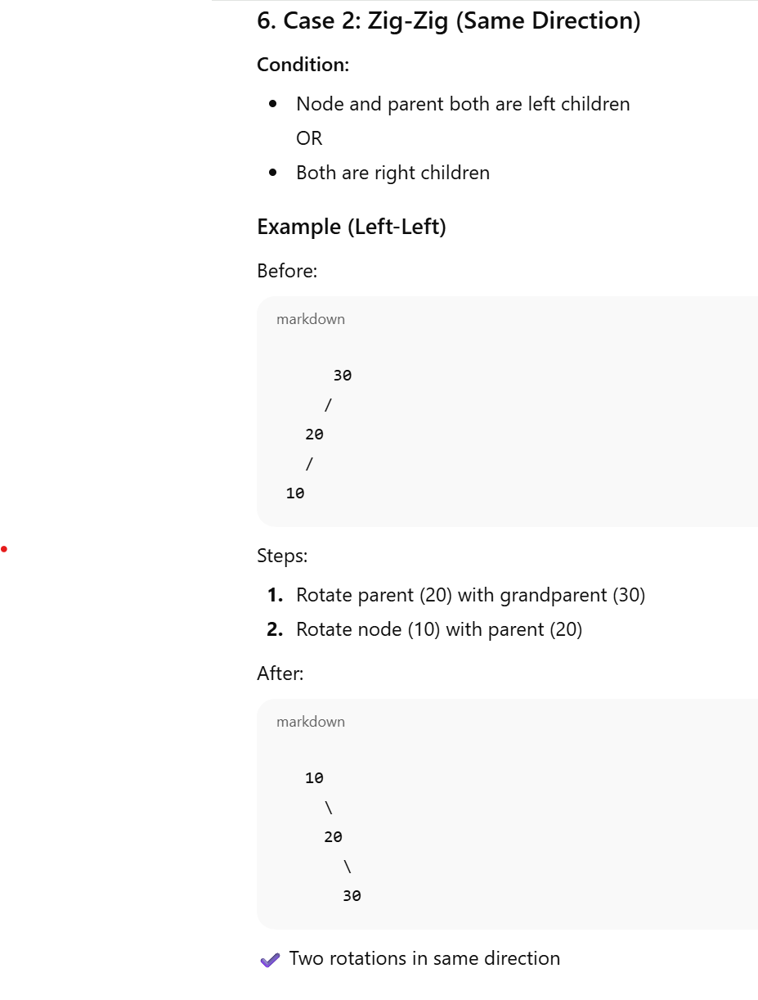 6. Case 2: Zig-Zig (Same Direction)
Condition:
• Node and parent both are left children
OR
• Both are right children
Example (Left-Left)
Before:
markdown
30
/
20
/
10
Steps:
1. Rotate parent (20) with grandparent (30)
2. Rotate node (10) with parent (20)
After:
markdown
10
\
20
\
30
✔ Two rotations in same direction